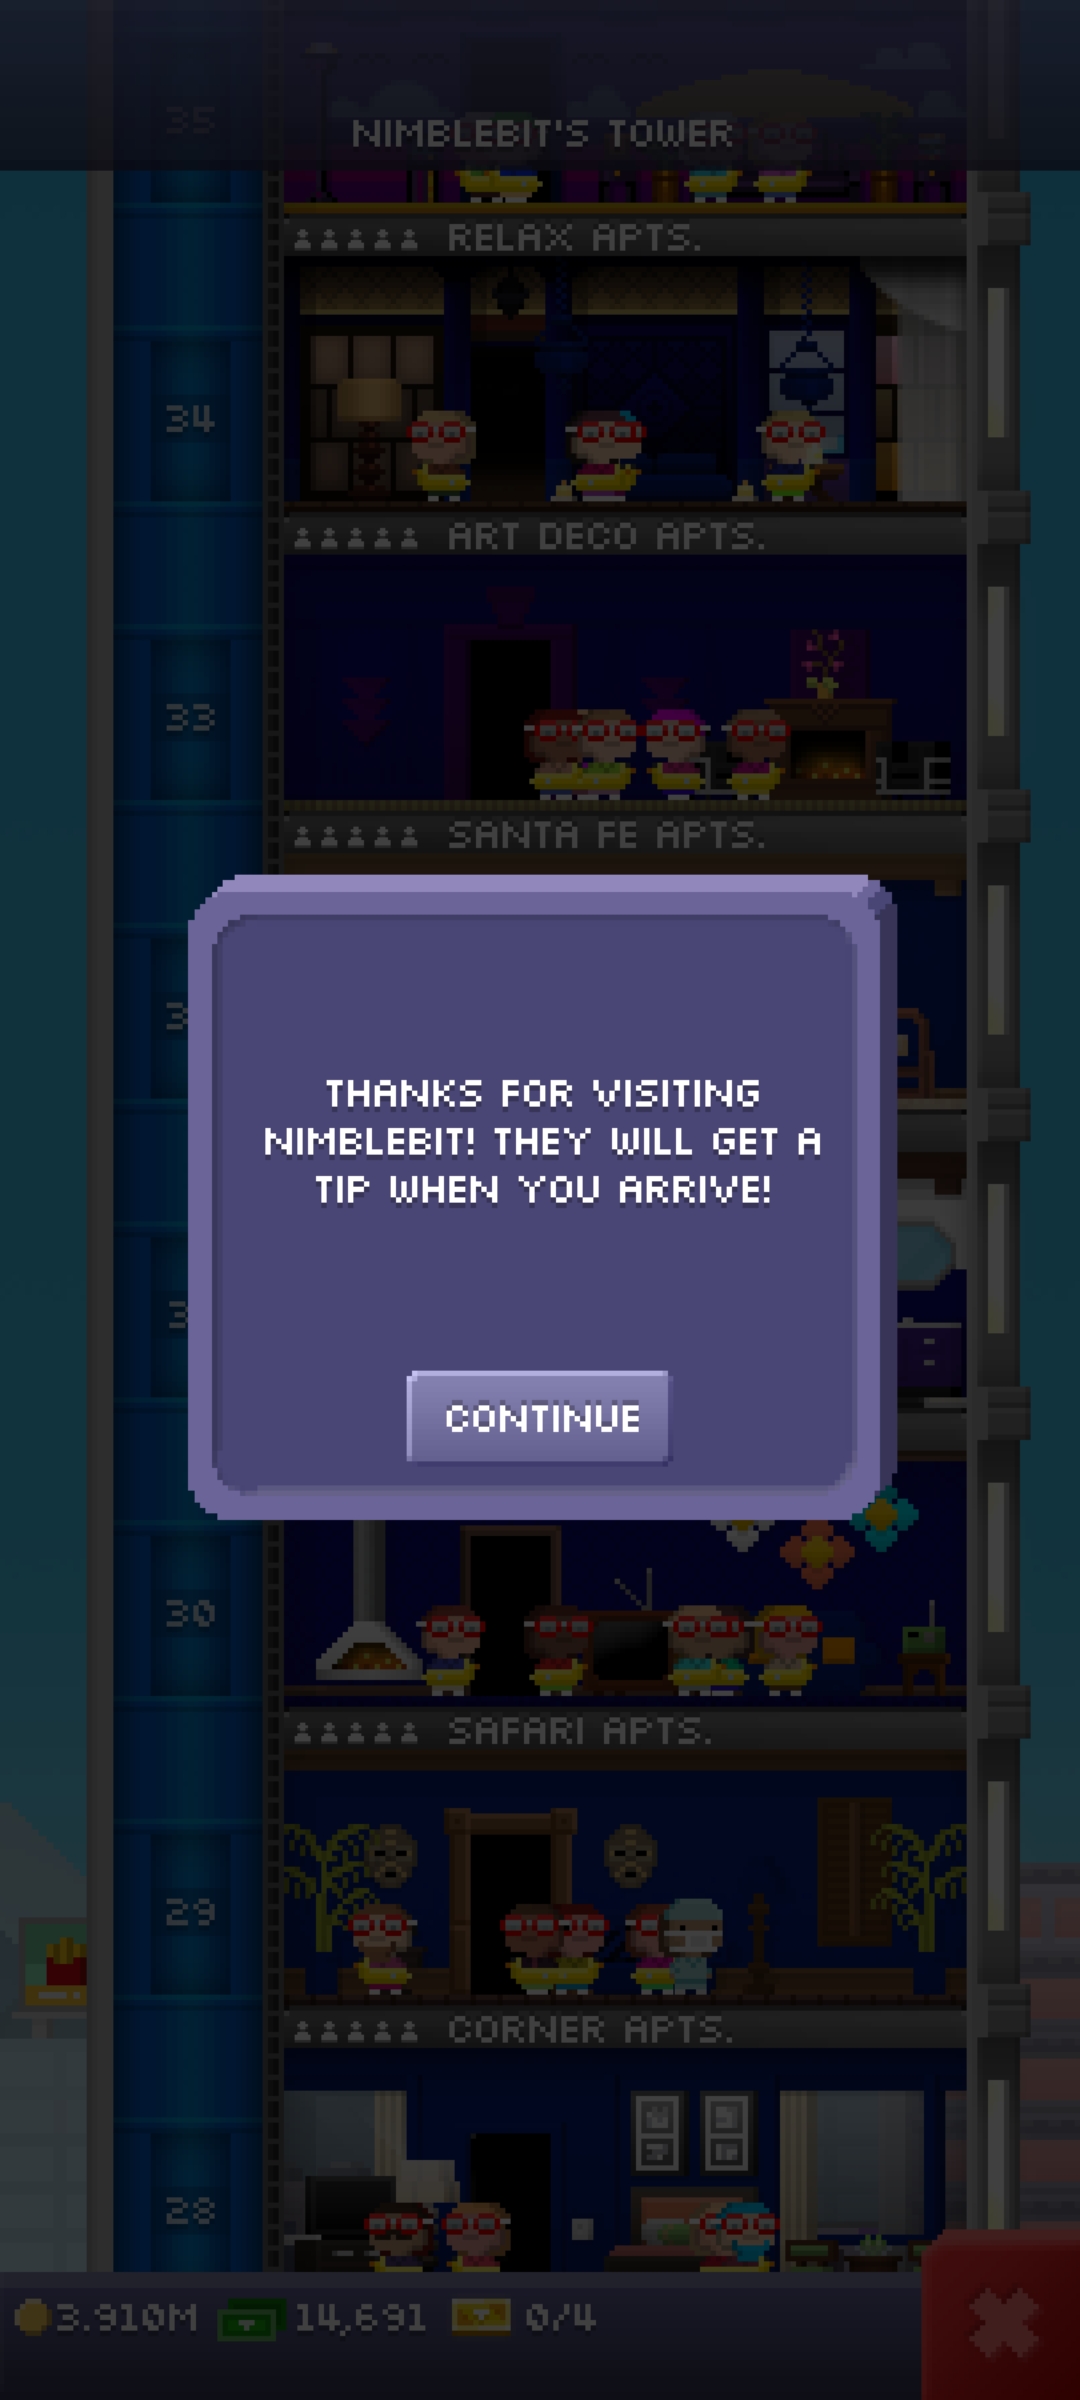 35
NIMBLEBIT'S TOWER
RELAX APTS.
34
ART DECO APTS.
33
SANTA FE APTS.
3
THANKS FOR VISITING
NIMBLEBIT! THEY WILL GET A
TIP WHEN YOU ARRIVE!
3
CONTINUE
30
SAFARI APTS.
29
CORNER APTS.
28
3.910M 14,691 0/4